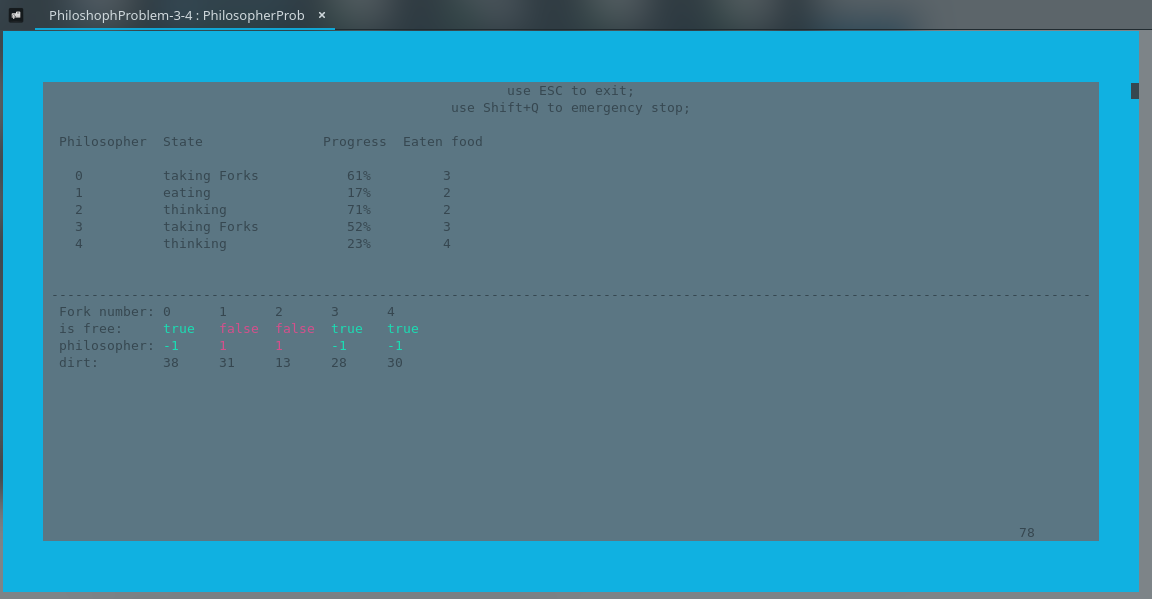 PhiloshophProblem-3-4 : PhilosopherProb ×
use ESC to exit;
use Shift+Q to emergency stop;
Philosopher State Progress Eaten food
0 taking Forks 61% 3
1 eating 17% 2
2 thinking 71% 2
3 taking Forks 52% 3
4 thinking 23% 4
-----------------------------------------------------------------------------------------------------------------------------------
Fork number: 0 1 2 3 4
is free: true false false true true
philosopher: -1 1 1 -1 -1
dirt: 38 31 13 28 30
78